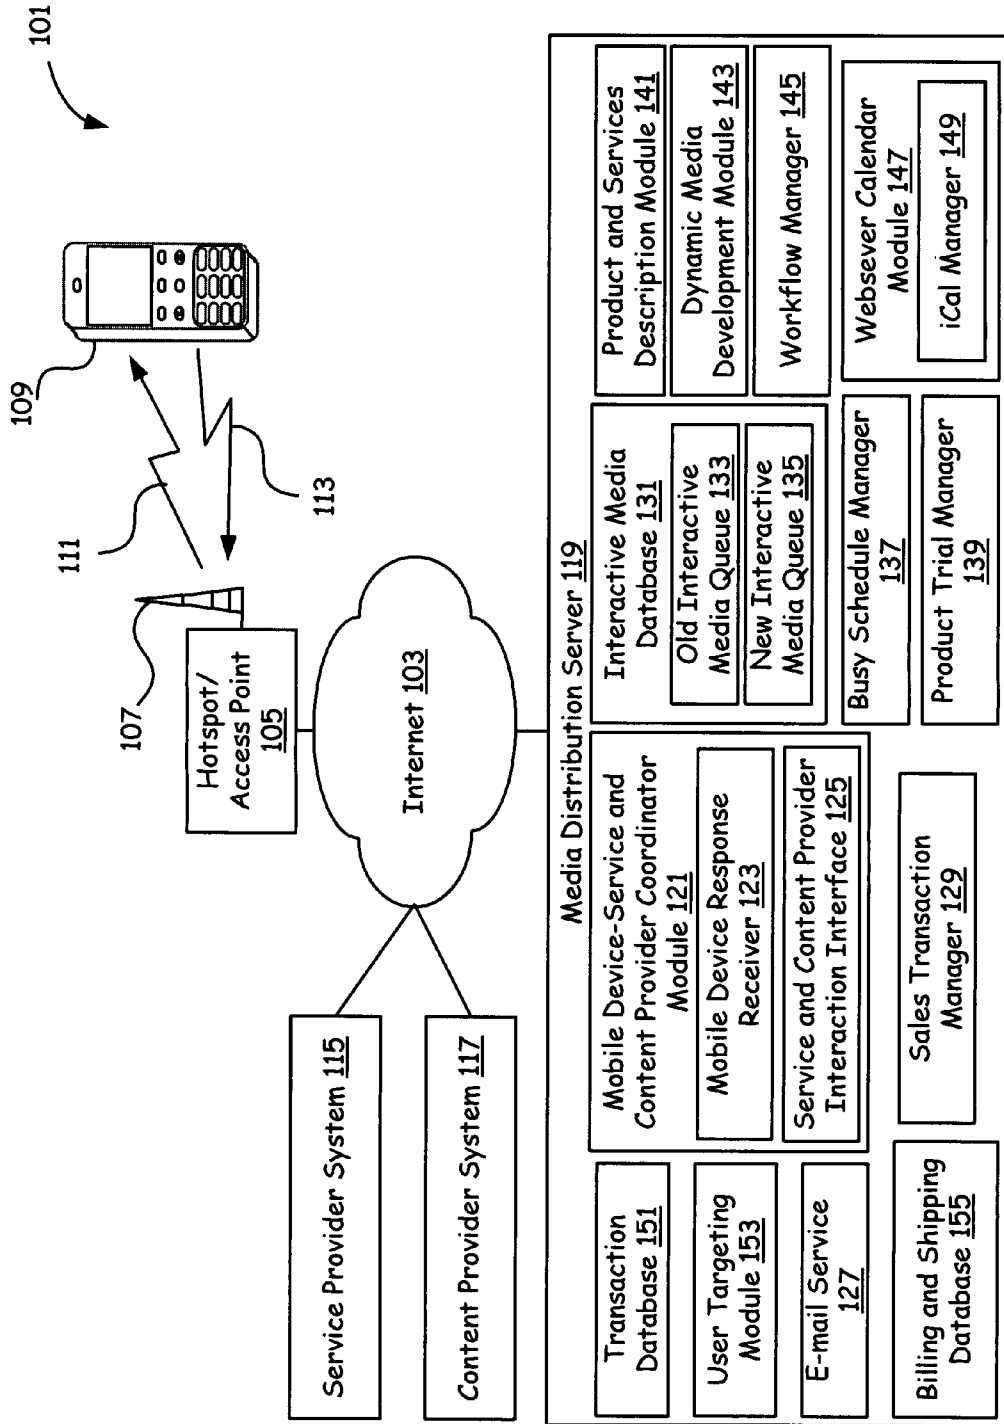 101
109
111
113
107
Hotspot/
Access Point
105
Internet 103
Service Provider System 115
Content Provider System 117
Media Distribution Server 119
Transaction
Database 151
User Targeting
Module 153
E-mail Service
127
Billing and Shipping
Database 155
Mobile Device-Service and
Content Provider Coordinator
Module 121
Mobile Device Response
Receiver 123
Service and Content Provider
Interaction Interface 125
Sales Transaction
Manager 129
Interactive Media
Database 131
Old Interactive
Media Queue 133
New Interactive
Media Queue 135
Busy Schedule Manager
137
Product Trial Manager
139
Product and Services
Description Module 141
Dynamic Media
Development Module 143
Workflow Manager 145
Websever Calendar
Module 147
iCal Manager 149